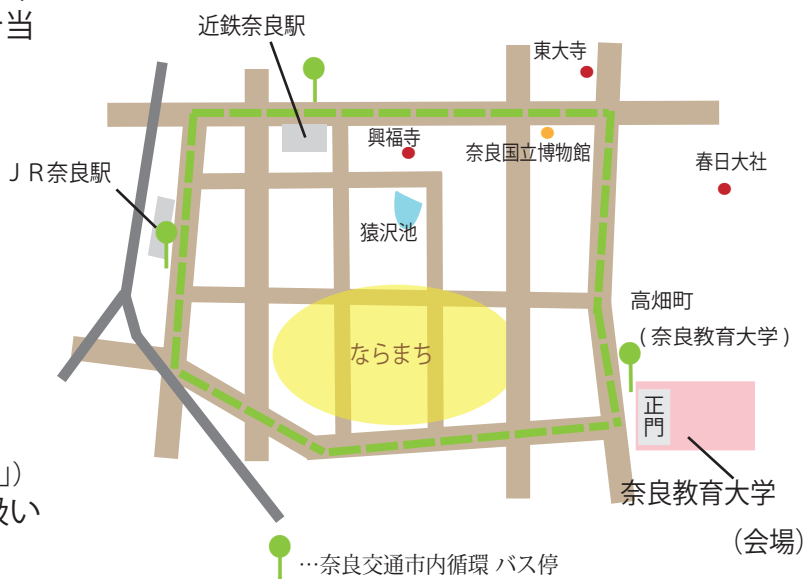 当
近鉄奈良駅
東大寺
興福寺
奈良国立博物館
春日大社
ＪＲ奈良駅
猿沢池
高畑町
(奈良教育大学)
ならまち
正門
奈良教育大学
(会場)
…奈良交通市内循環 バス停